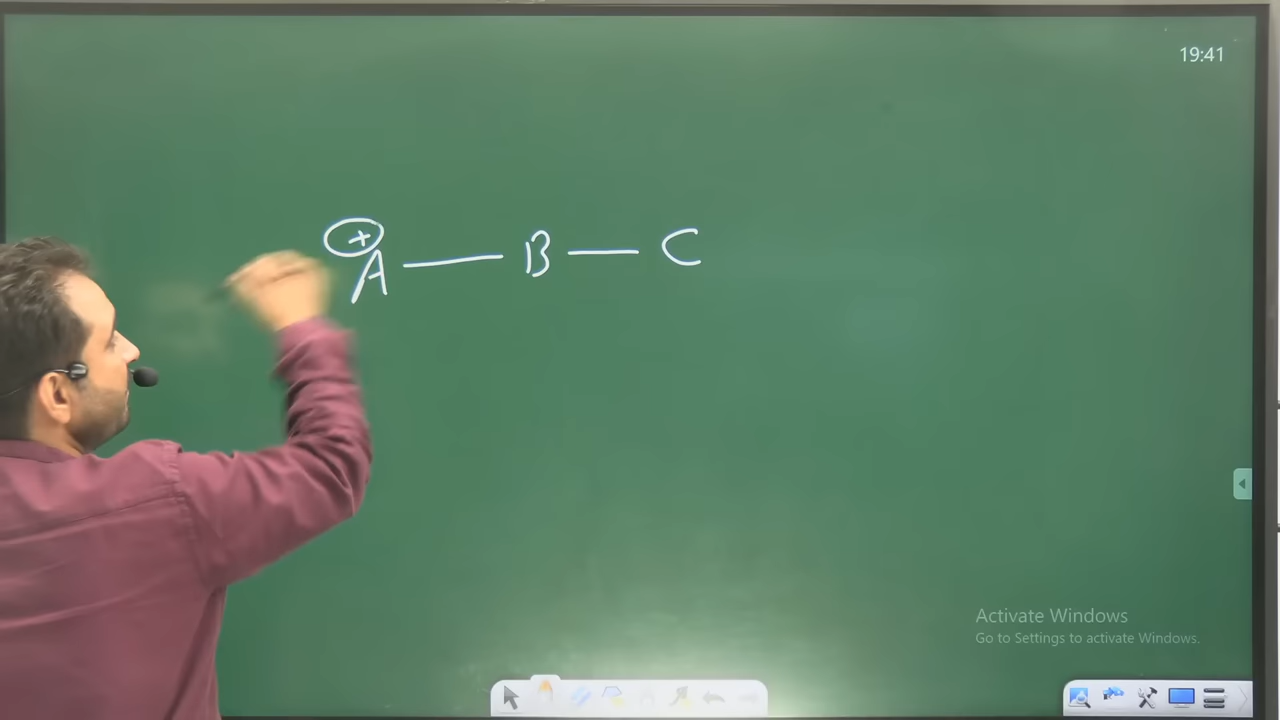 19:41
⊕
A — B — C
Activate Windows
Go to Settings to activate Windows.